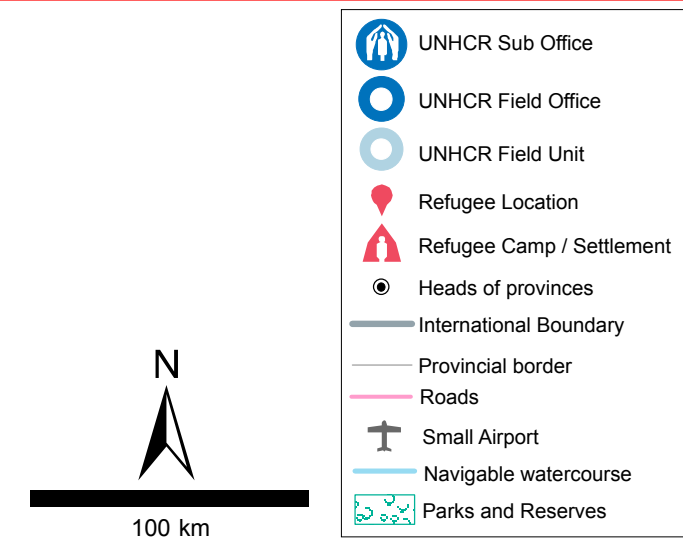 UNHCR Sub Office
UNHCR Field Office
UNHCR Field Unit
Refugee Location
Refugee Camp / Settlement
Heads of provinces
International Boundary
Provincial border
Roads
Small Airport
Navigable watercourse
Parks and Reserves
N
100 km